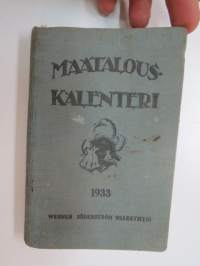 MAATALOUS-
KALENTERI
1933
WERNER SÖDERSTRÖM OSAKEYHTIÖ